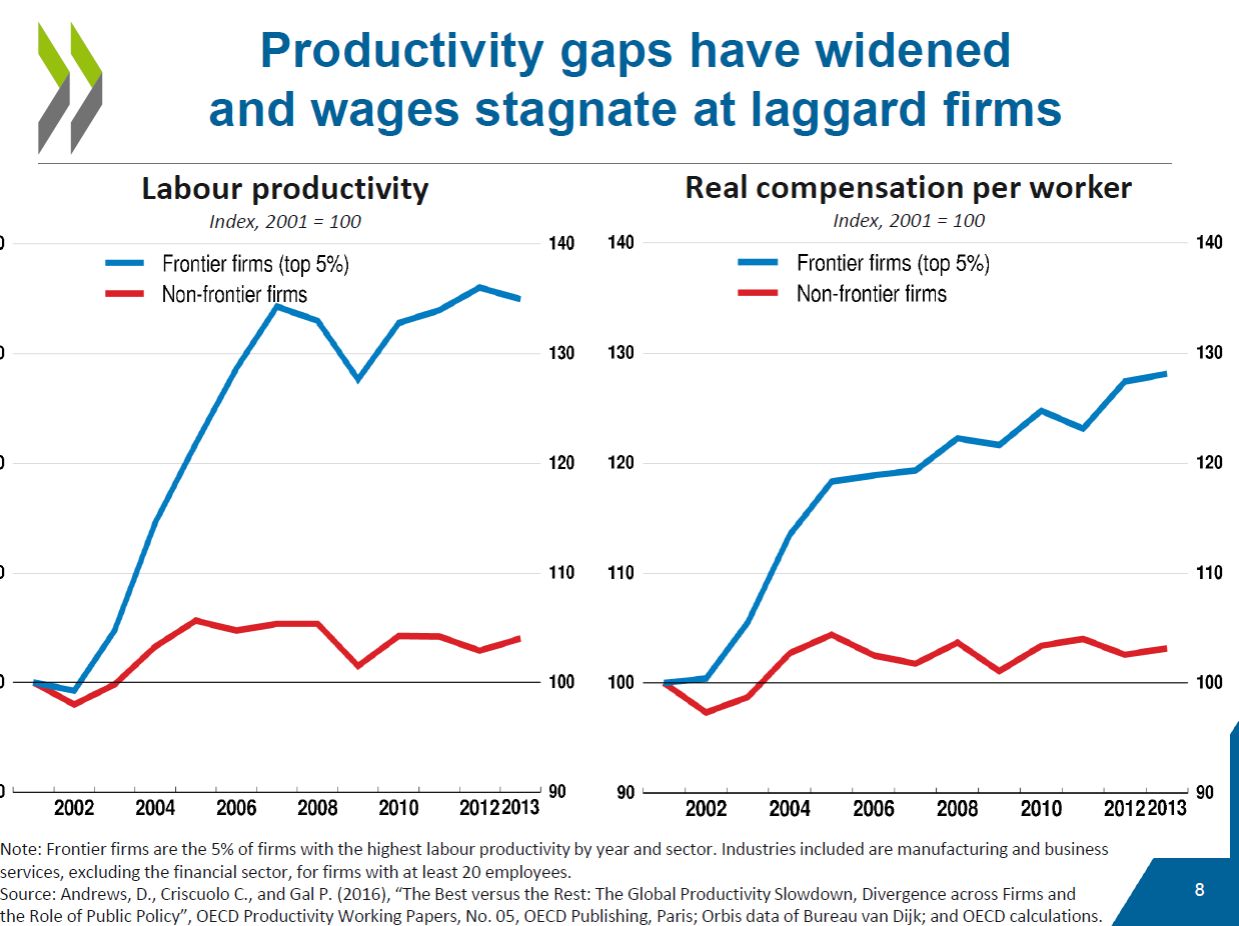 Productivity gaps have widened
and wages stagnate at laggard firms
Labour productivity
Index, 2001 = 100
Frontier firms (top 5%)
Non-frontier firms
0
0
0
0
0
0
140
130
120
110
100
90
2002 2004 2006 2008 2010 2012 2013
Real compensation per worker
Index, 2001 = 100
Frontier firms (top 5%)
Non-frontier firms
140
130
120
110
100
90
140
130
120
110
100
90
2002 2004 2006 2008 2010 2012 2013
Note: Frontier firms are the 5% of firms with the highest labour productivity by year and sector. Industries included are manufacturing and business
services, excluding the financial sector, for firms with at least 20 employees.
Source: Andrews, D., Criscuolo C., and Gal P. (2016), “The Best versus the Rest: The Global Productivity Slowdown, Divergence across Firms and
the Role of Public Policy”, OECD Productivity Working Papers, No. 05, OECD Publishing, Paris; Orbis data of Bureau van Dijk; and OECD calculations.
8